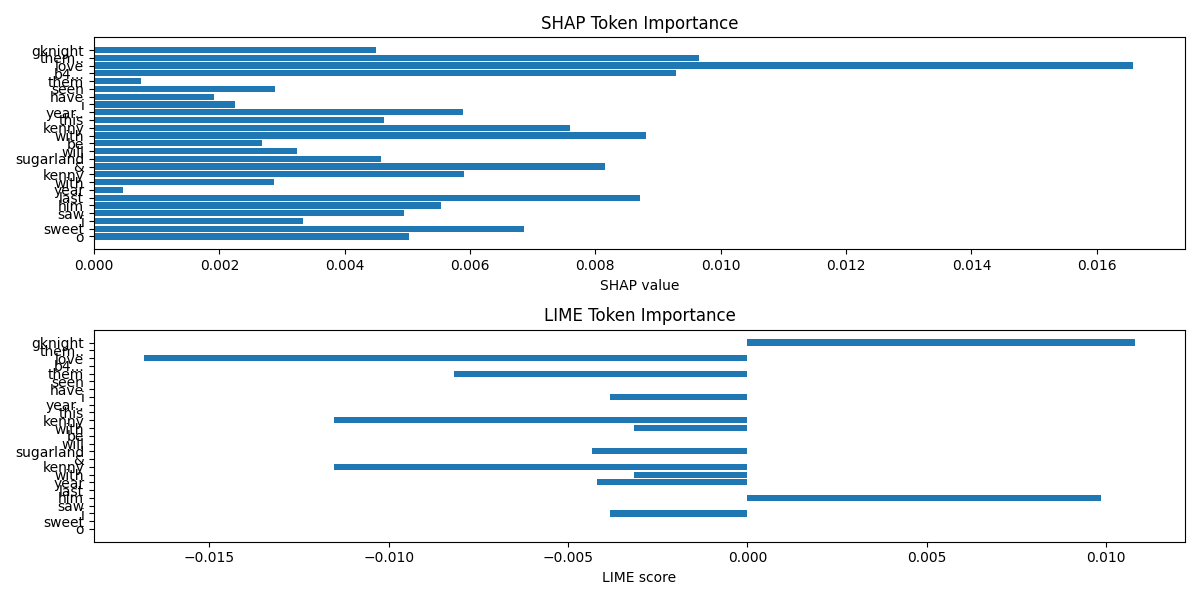 SHAP Token Importance
gknight
them..
love
b4...
them
seen
have
i
year..
this
kenny
with
be
will
sugarland
&
kenny
with
year
last
him
saw
i
sweet
o
0.000 0.002 0.004 0.006 0.008 0.010 0.012 0.014 0.016
SHAP value
LIME Token Importance
gknight
them..
love
b4...
them
seen
have
i
year..
this
kenny
with
be
will
sugarland
&
kenny
with
year
last
him
saw
i
sweet
o
−0.015 −0.010 −0.005 0.000 0.005 0.010
LIME score